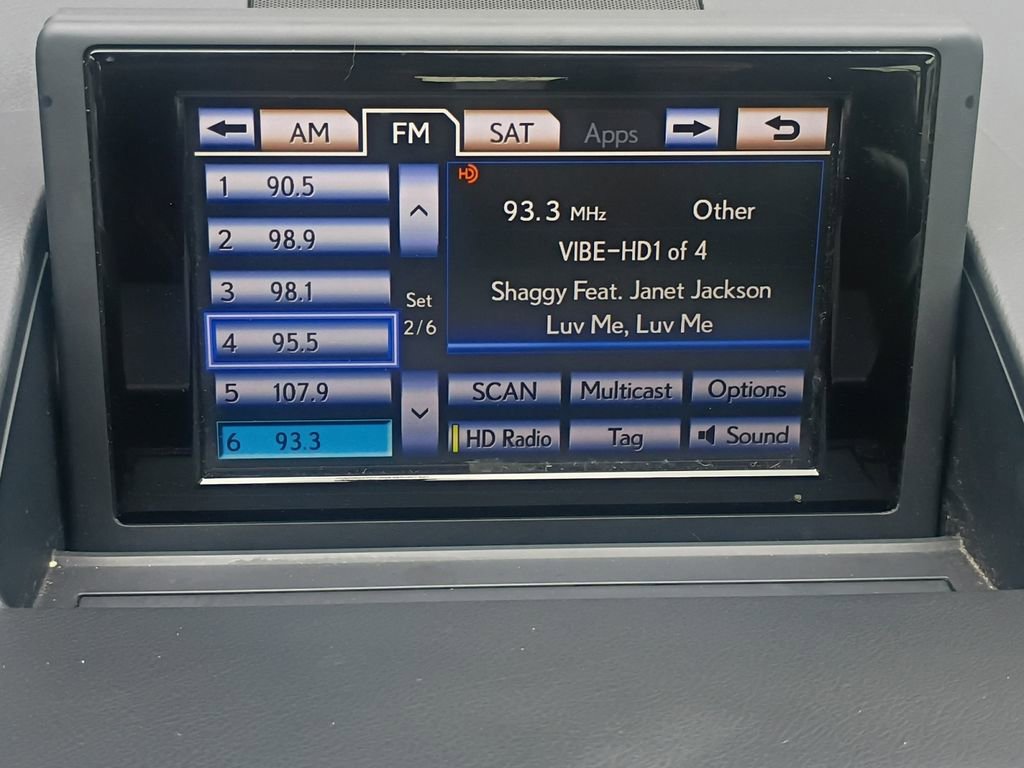 AM FM SAT Apps
1 90.5
2 98.9
3 98.1
4 95.5
5 107.9
6 93.3
Set
2/6
HD
93.3 MHz Other
VIBE-HD1 of 4
Shaggy Feat. Janet Jackson
Luv Me, Luv Me
SCAN Multicast Options
HD Radio Tag Sound